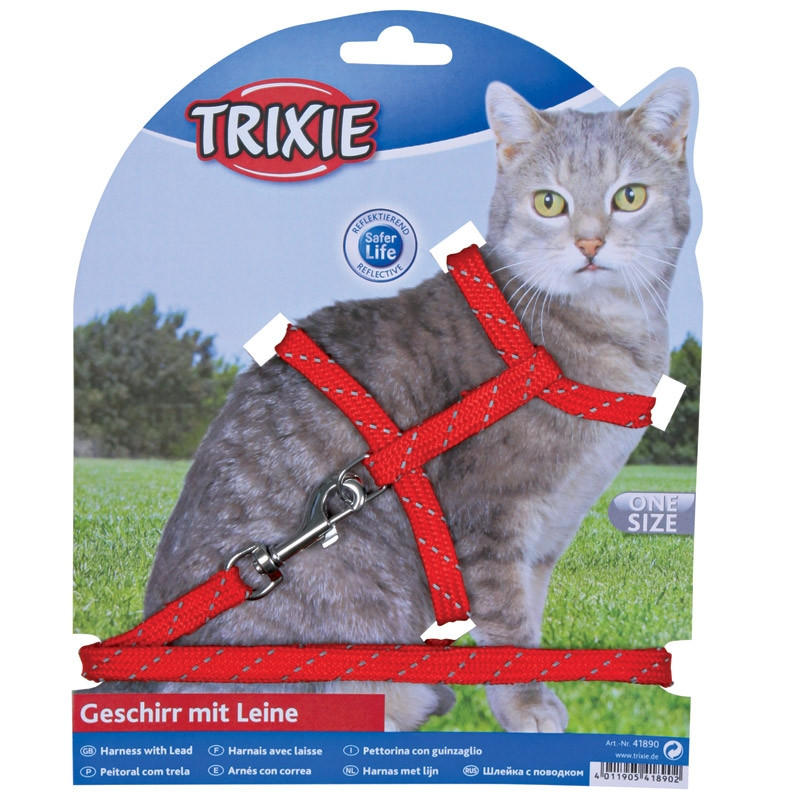 TRIXIE
REFLEKTIEREND
Safer
Life
REFLECTIVE
ONE
SIZE
Geschirr mit Leine
GB Harness with Lead F Harnais avec laisse I Pettorina con guinzaglio
P Peitoral com trela E Arnés con correa NL Harnas met lijn RUS Шлейка с поводком
Art.-Nr. 41890
www.trixie.de
4 011905 418902